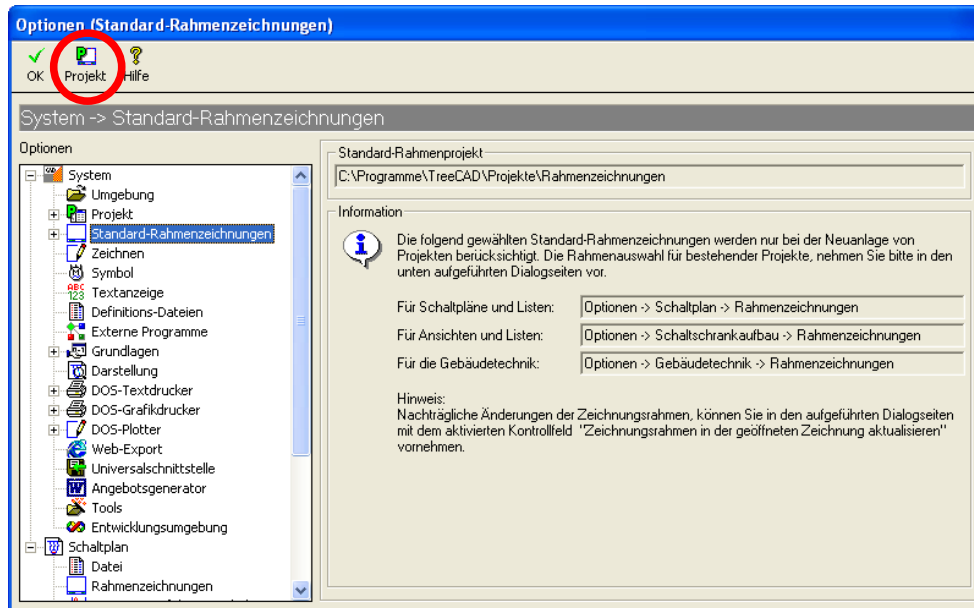 Optionen (Standard-Rahmenzeichnungen)
OK Projekt Hilfe
System -> Standard-Rahmenzeichnungen
Optionen
System
Umgebung
Projekt
Standard-Rahmenzeichnungen
Zeichnen
Symbol
Textanzeige
Definitions-Dateien
Externe Programme
Grundlagen
Darstellung
DOS-Textdrucker
DOS-Grafikdrucker
DOS-Plotter
Web-Export
Universalschnittstelle
Angebotsgenerator
Tools
Entwicklungsumgebung
Schaltplan
Datei
Rahmenzeichnungen
Standard-Rahmenprojekt
C:\Programme\TreeCAD\Projekte\Rahmenzeichnungen
Information
Die folgend gewählten Standard-Rahmenzeichnungen werden nur bei der Neuanlage von
Projekten berücksichtigt. Die Rahmenauswahl für bestehender Projekte, nehmen Sie bitte in den
unten aufgeführten Dialogseiten vor.
Für Schaltpläne und Listen: Optionen -> Schaltplan -> Rahmenzeichnungen
Für Ansichten und Listen: Optionen -> Schaltschrankaufbau -> Rahmenzeichnungen
Für die Gebäudetechnik: Optionen -> Gebäudetechnik -> Rahmenzeichnungen
Hinweis:
Nachträgliche Änderungen der Zeichnungsrahmen, können Sie in den aufgeführten Dialogseiten
mit dem aktivierten Kontrollfeld "Zeichnungsrahmen in der geöffneten Zeichnung aktualisieren"
vornehmen.